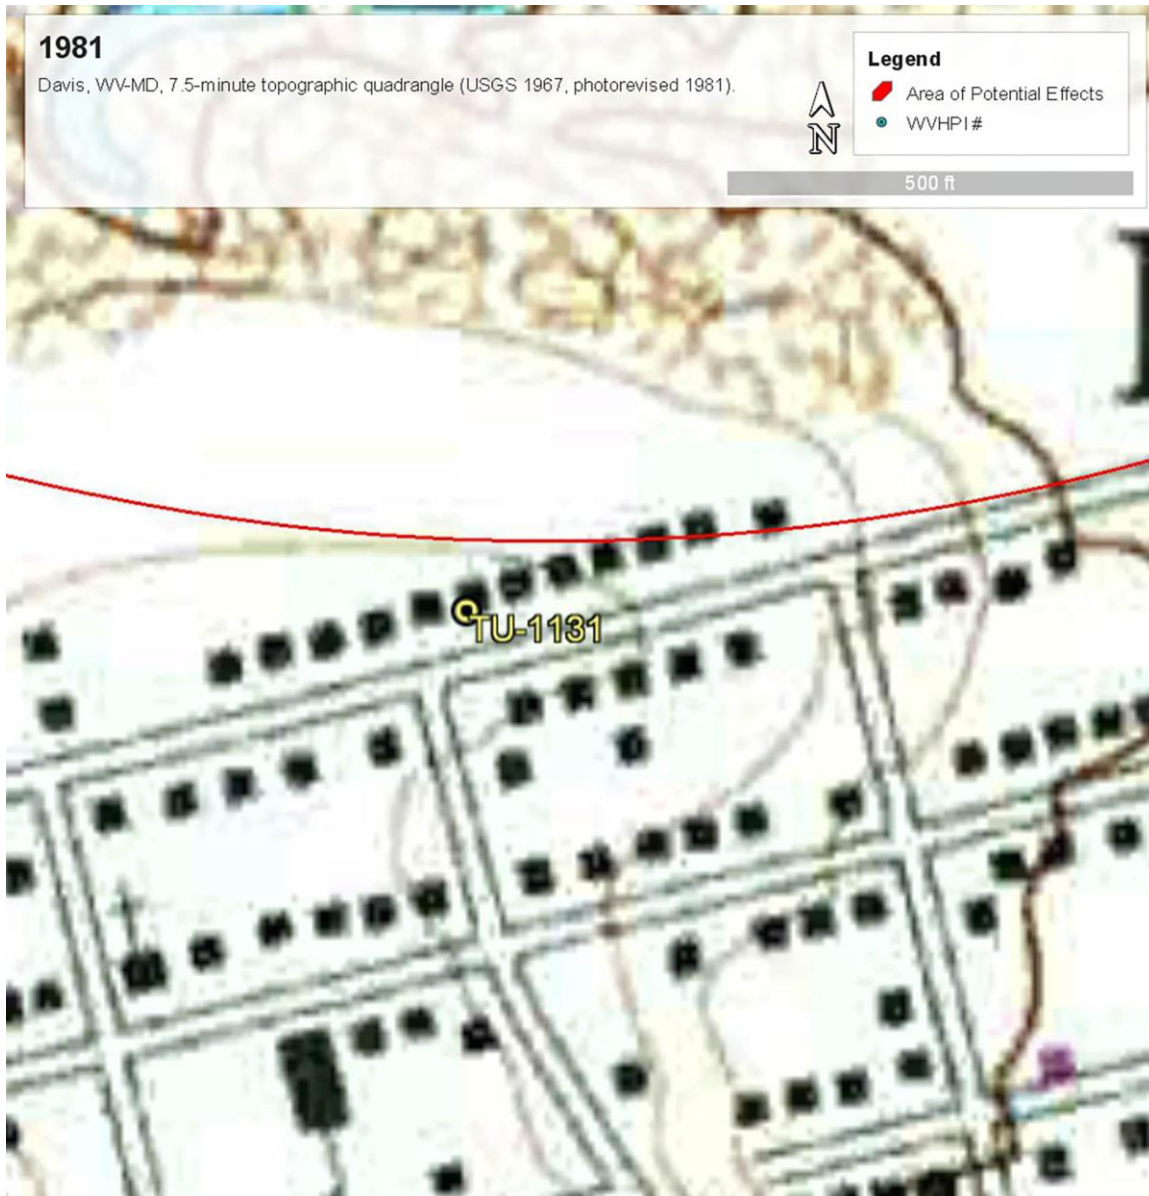 1981
Davis, WV-MD, 7.5-minute topographic quadrangle (USGS 1967, photorevised 1981).
Legend
Area of Potential Effects
WVHPI #
N
500 ft
TU-1131